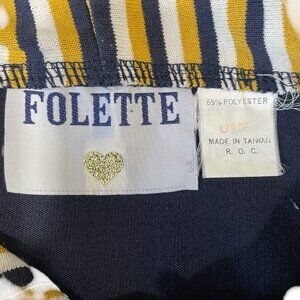 FOLETTE
65% POLYESTER
LARGE
MADE IN TAIWAN
R. O. C.